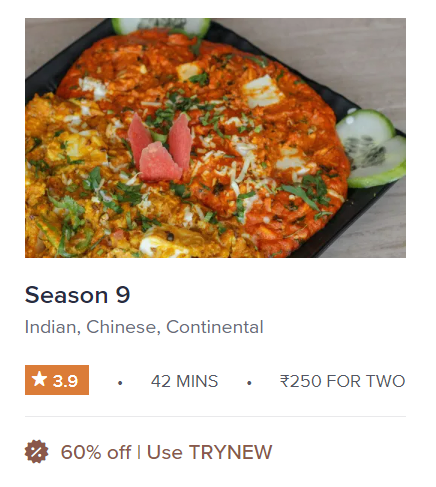 Season 9
Indian, Chinese, Continental
★ 3.9 • 42 MINS • ₹250 FOR TWO
60% off | Use TRYNEW